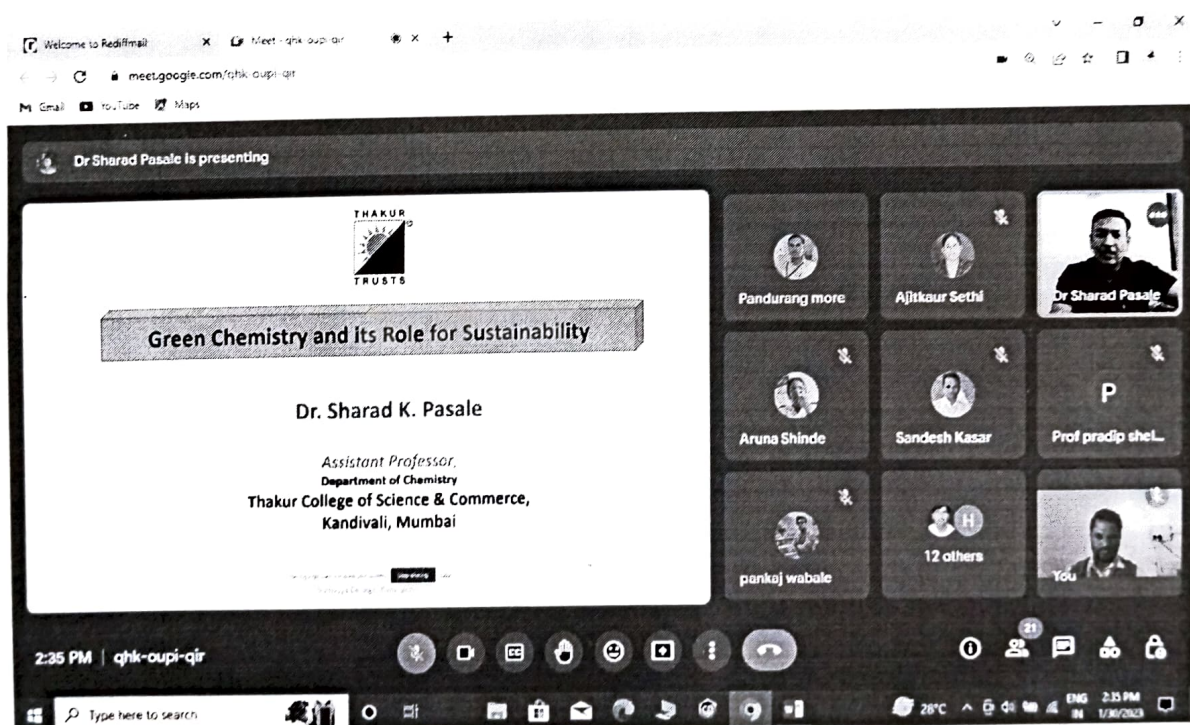 Welcome to Rediffmail
Meet - qhk-oupi-qir
meet.google.com/qhk-oupi-qir
Gmail YouTube Maps
Dr Sharad Pasale is presenting
THAKUR
TRUSTS
Green Chemistry and its Role for Sustainability
Dr. Sharad K. Pasale
Assistant Professor,
Department of Chemistry
Thakur College of Science & Commerce,
Kandivali, Mumbai
Stop sharing
Pandurang more
Ajitkaur Sethi
Dr Sharad Pasale
Aruna Shinde
Sandesh Kasar
P
Prof pradip shel...
pankaj wabale
H
12 others
You
2:35 PM | qhk-oupi-qir
21
Type here to search
28°C
ENG
IN
2:35 PM
1/30/2023